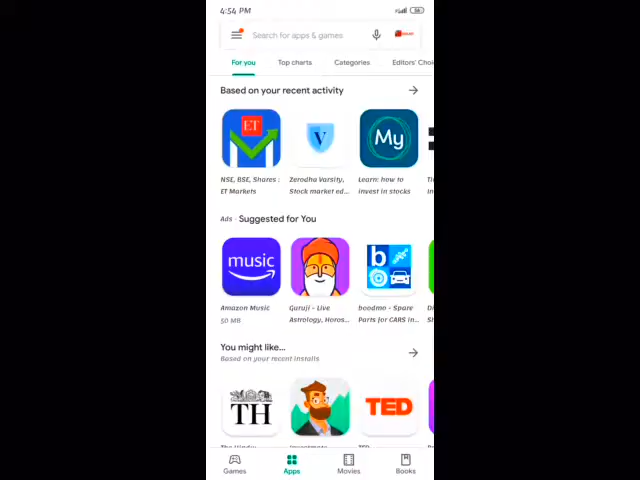 4:54 PM
58
Search for apps & games
For you Top charts Categories Editors' Choi
Based on your recent activity
ET
V
My
NSE, BSE, Shares : ET Markets
Zerodha Varsity, Stock market ed...
Learn: how to invest in stocks
Ads · Suggested for You
music
b
Amazon Music
50 MB
Guruji - Live Astrology, Horos...
boodmo - Spare Parts for CARS in...
You might like...
Based on your recent installs
TH
TED
Games Apps Movies Books